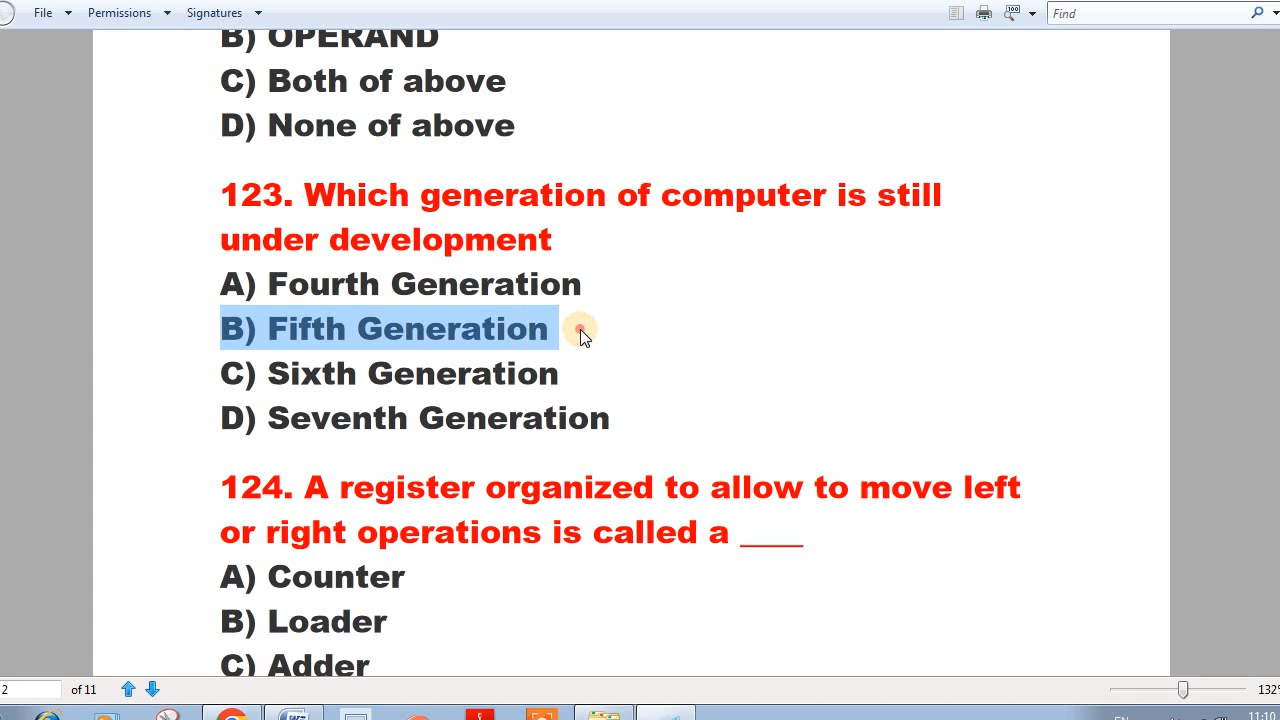 File Permissions Signatures Find
B) OPERAND
C) Both of above
D) None of above
123. Which generation of computer is still
under development
A) Fourth Generation
B) Fifth Generation
C) Sixth Generation
D) Seventh Generation
124. A register organized to allow to move left
or right operations is called a ____
A) Counter
B) Loader
C) Adder
2 of 11 132%
EN 11:10